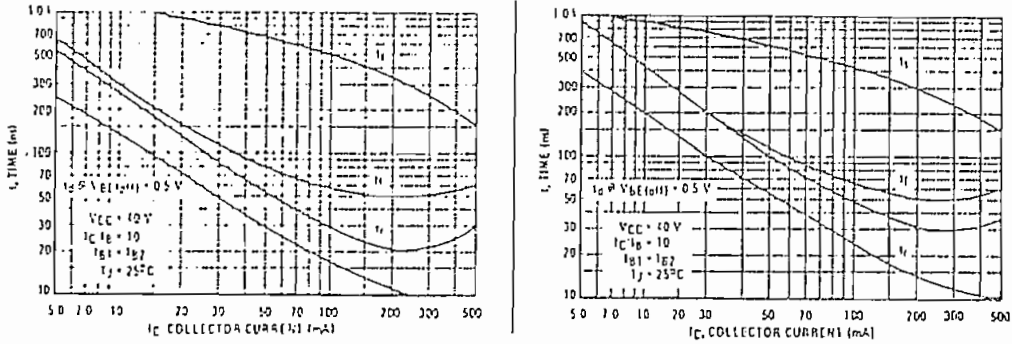 1.0 k
700
500
300
200
100
70
50
30
20
10
t, TIME (ns)
ts
tf
tr
td @ VBE(off) = 0.5 V
VCC = 40 V
IC/IB = 10
IB1 = IB2
TJ = 25°C
5.0 7.0 10 20 30 50 70 100 200 300 500
IC, COLLECTOR CURRENT (mA)
700
500
300
200
100
70
50
30
20
10
t, TIME (ns)
ts
tf
tr
td @ VBE(off) = 0.5 V
VCC = 40 V
IC/IB = 10
IB1 = IB2
TJ = 25°C
5.0 7.0 10 20 30 50 70 100 200 300 500
IC, COLLECTOR CURRENT (mA)